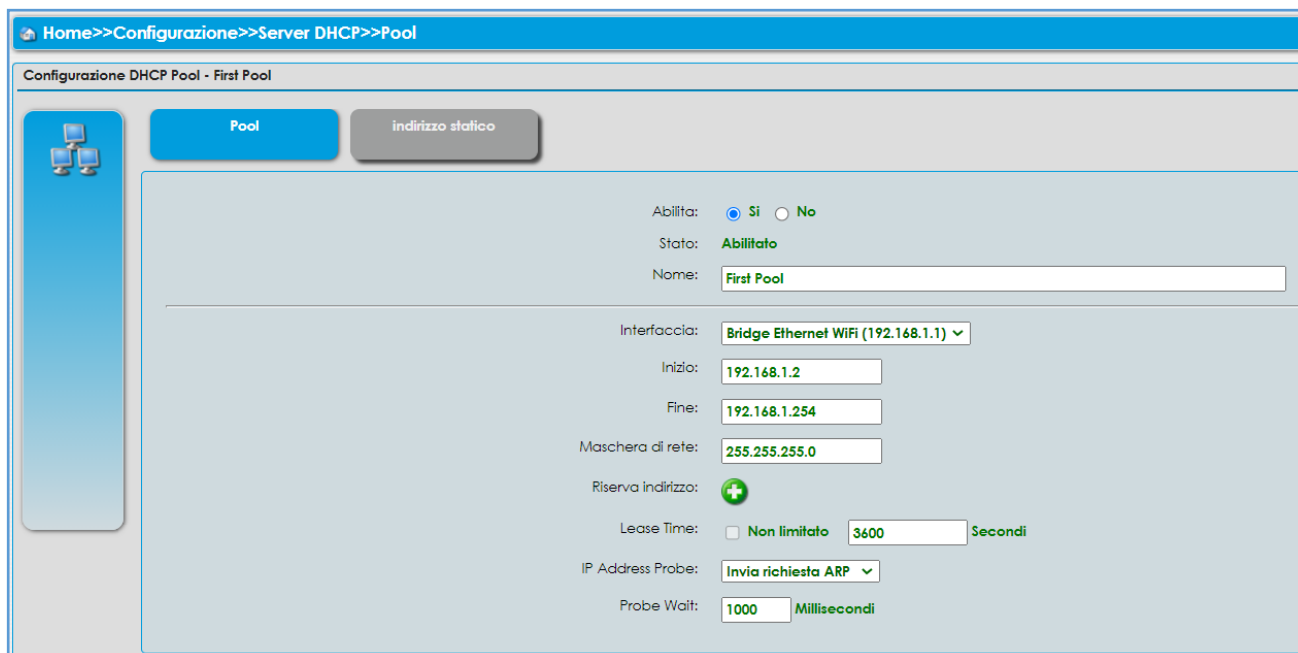 Home>>Configurazione>>Server DHCP>>Pool
Configurazione DHCP Pool - First Pool
Pool indirizzo statico
Abilita: Si No
Stato: Abilitato
Nome: First Pool
Interfaccia: Bridge Ethernet WiFi (192.168.1.1)
Inizio: 192.168.1.2
Fine: 192.168.1.254
Maschera di rete: 255.255.255.0
Riserva indirizzo:
Lease Time: Non limitato 3600 Secondi
IP Address Probe: Invia richiesta ARP
Probe Wait: 1000 Millisecondi